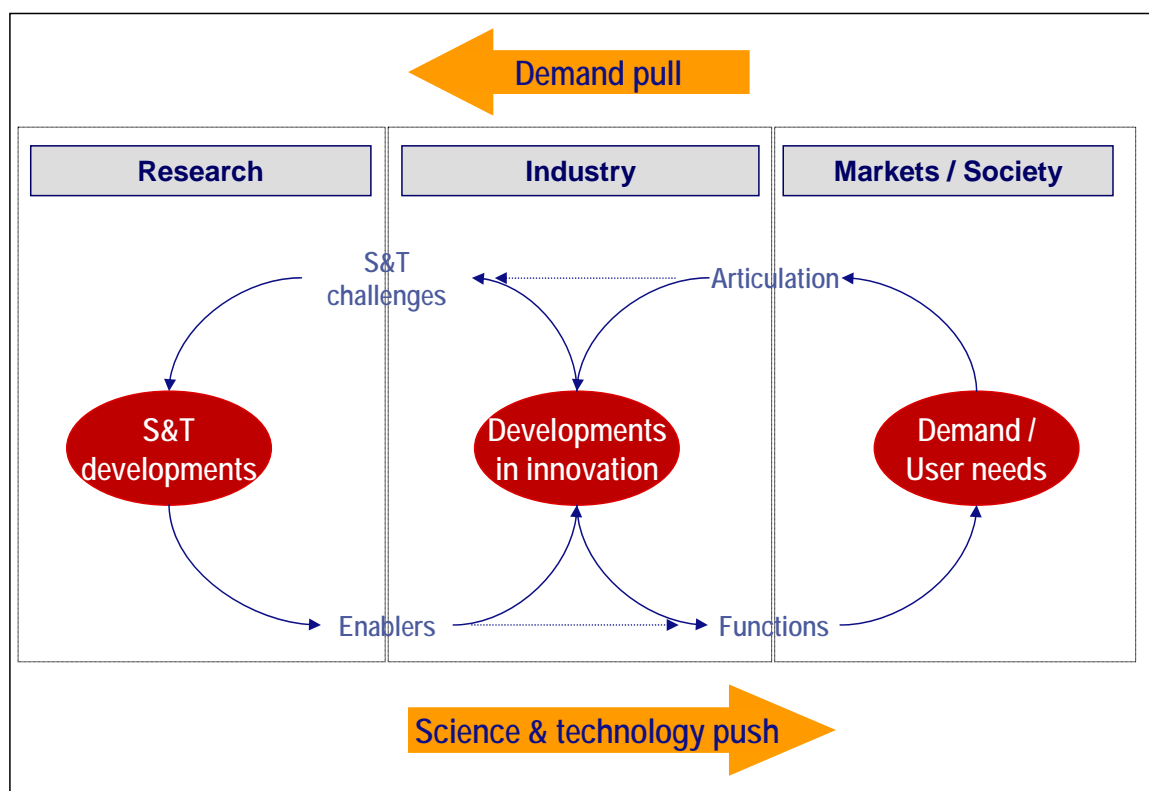 Demand pull
Research
Industry
Markets / Society
S&T
challenges
Articulation
S&T
developments
Developments
in innovation
Demand /
User needs
Enablers
Functions
Science & technology push